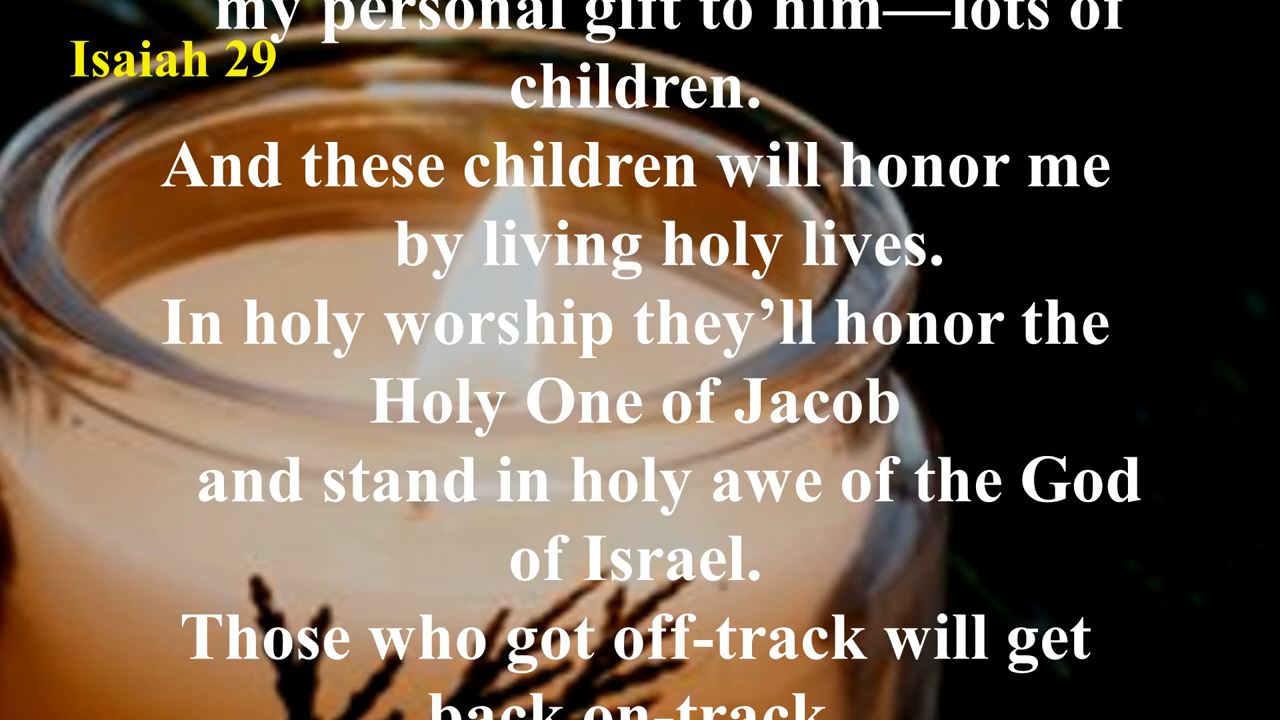 my personal gift to him—lots of
Isaiah 29
children.
And these children will honor me
by living holy lives.
In holy worship they’ll honor the
Holy One of Jacob
and stand in holy awe of the God
of Israel.
Those who got off-track will get
back on-track